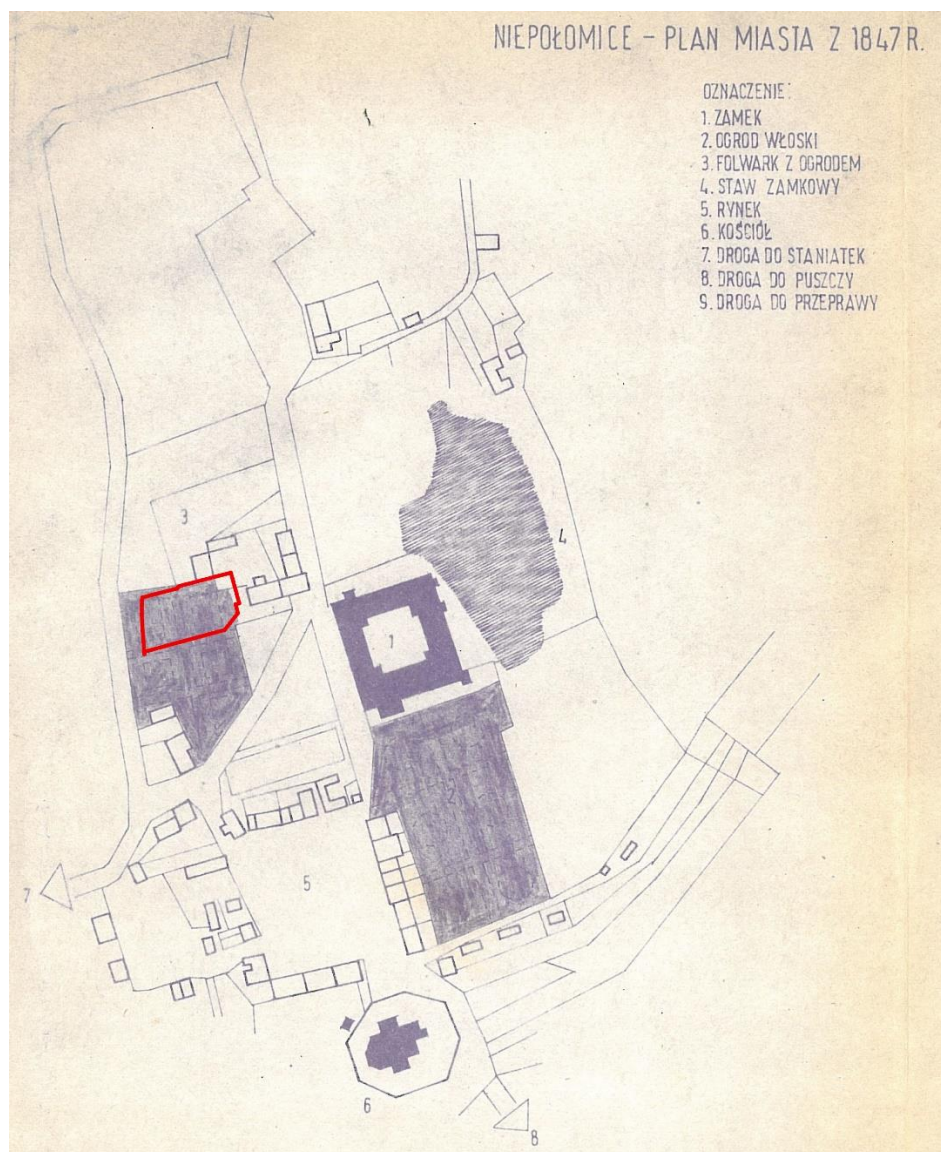 NIEPOŁOMICE – PLAN MIASTA Z 1847 R.
OZNACZENIE:
1. ZAMEK
2. OGROD WŁOSKI
3. FOLWARK Z OGRODEM
4. STAW ZAMKOWY
5. RYNEK
6. KOŚCIÓŁ
7. DROGA DO STANIATEK
8. DROGA DO PUSZCZY
9. DROGA DO PRZEPRAWY
3
4
1
2
5
7
6
8